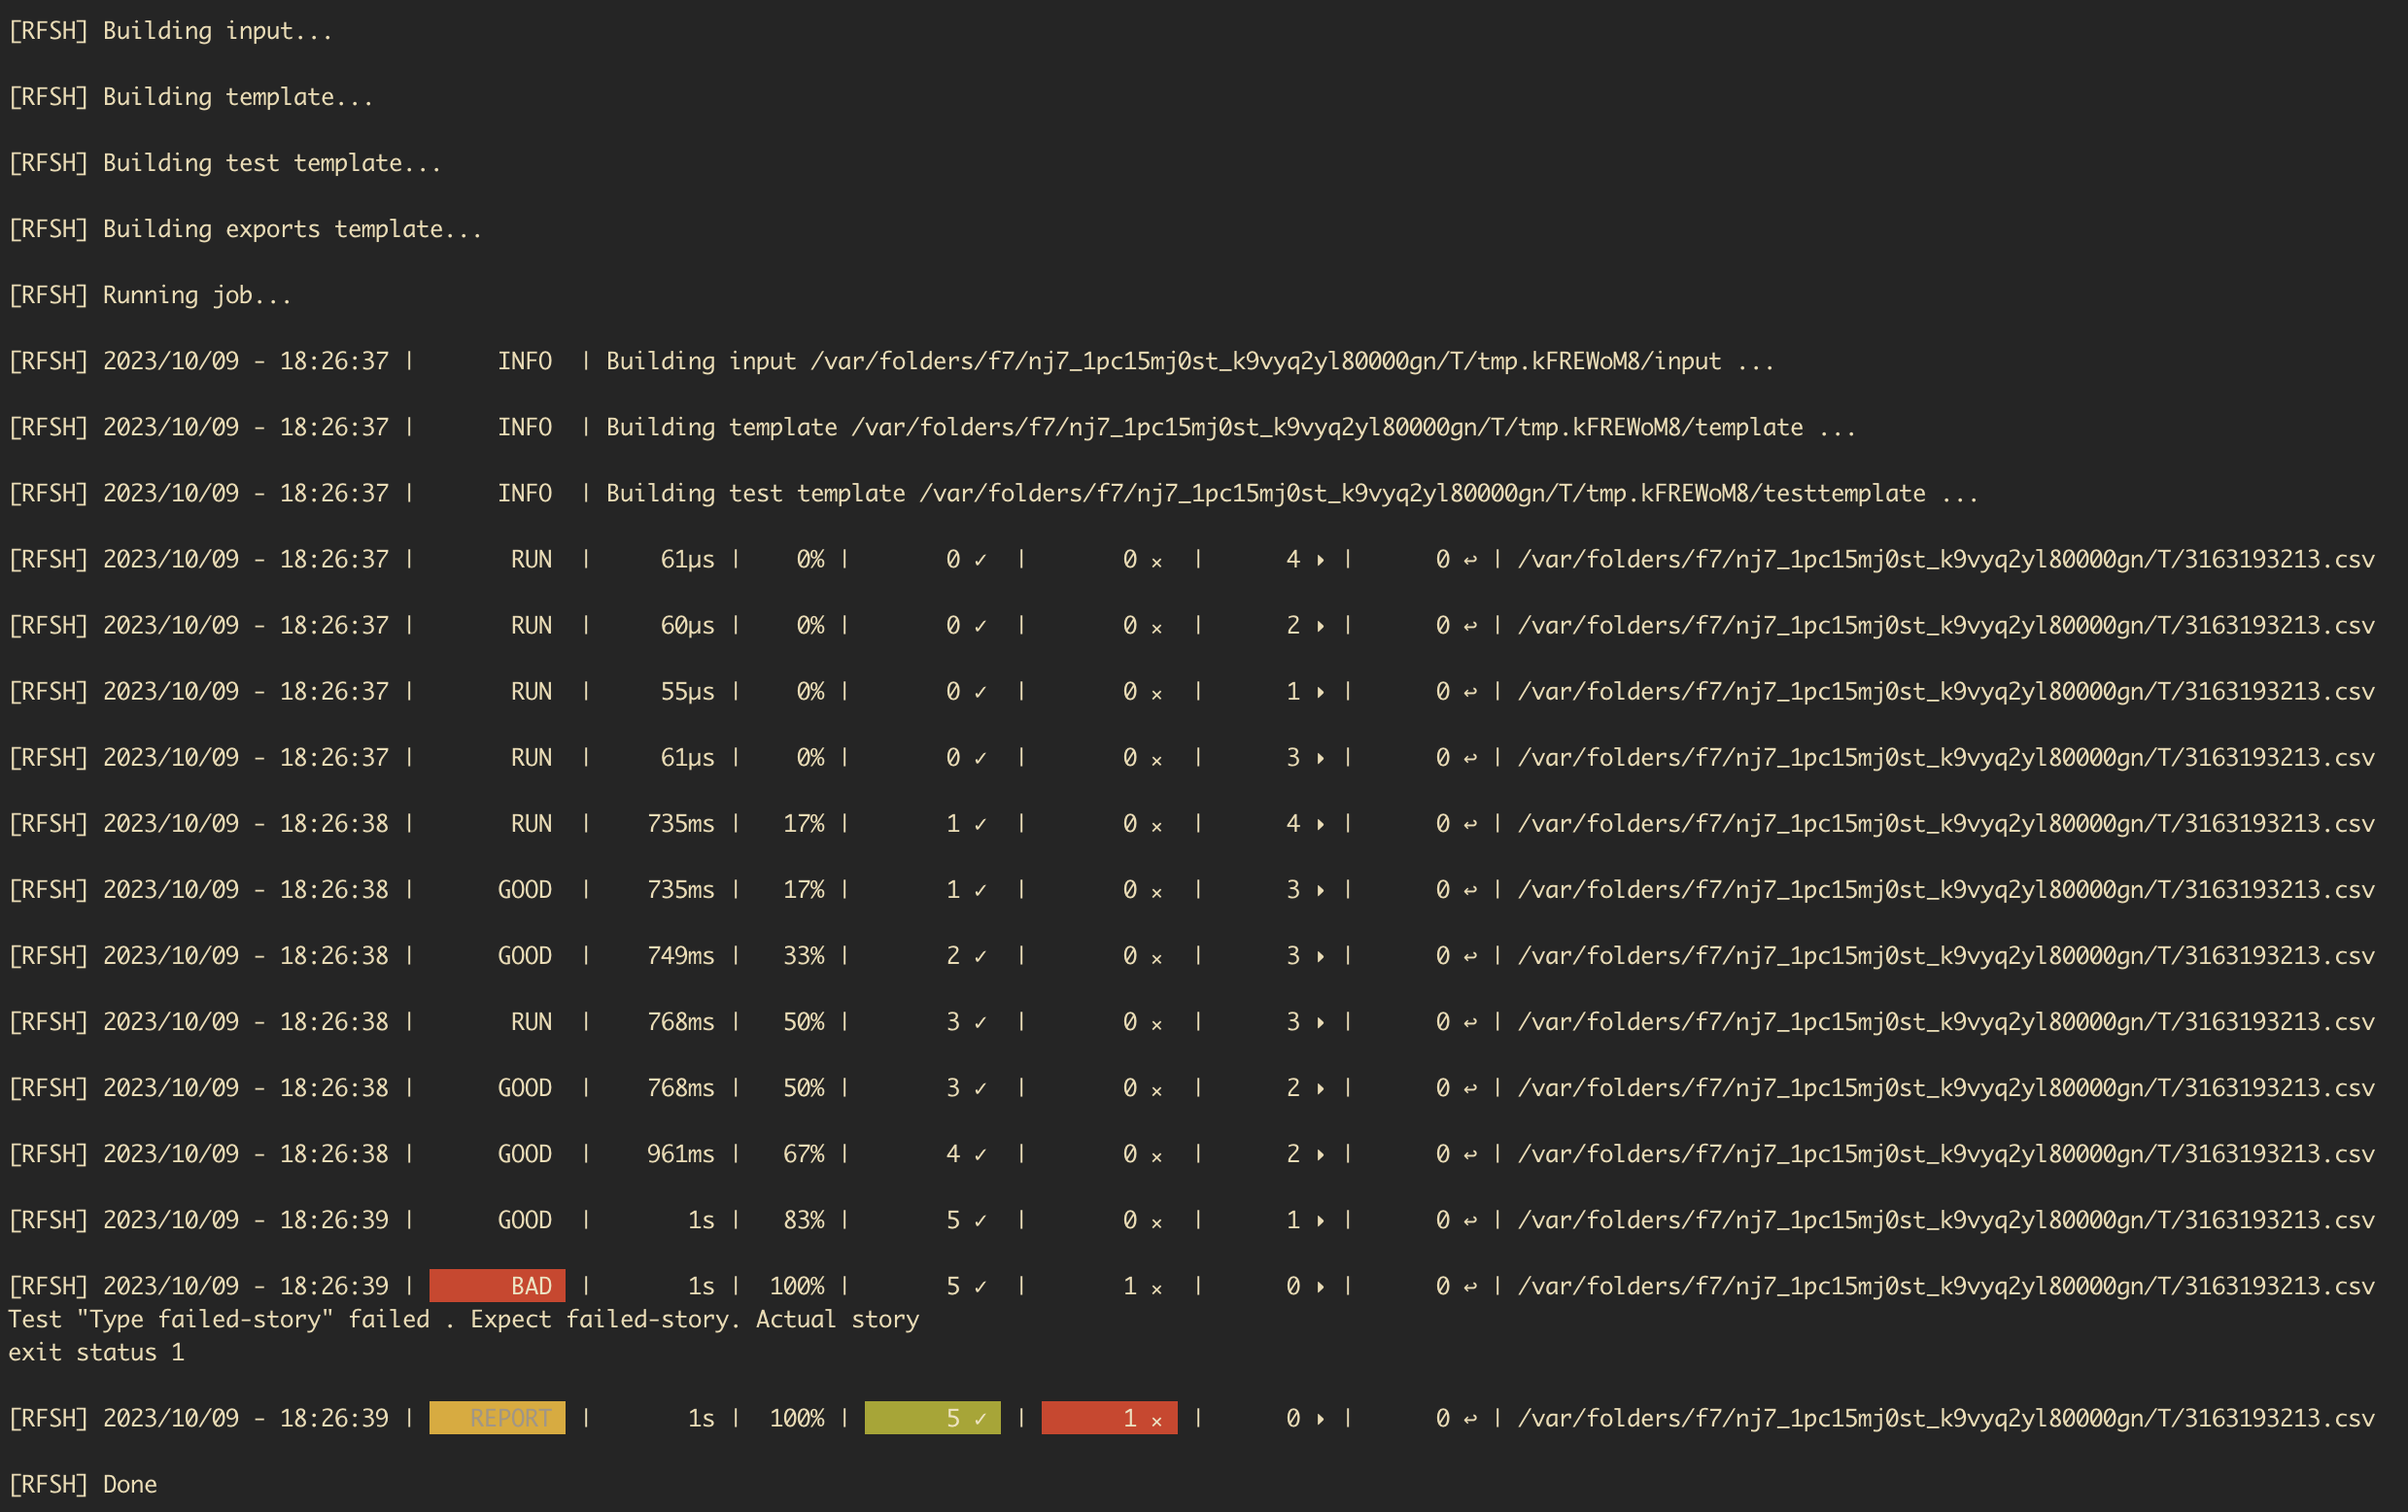 [RFSH] Building input...
[RFSH] Building template...
[RFSH] Building test template...
[RFSH] Building exports template...
[RFSH] Running job...
[RFSH] 2023/10/09 - 18:26:37 | INFO | Building input /var/folders/f7/nj7_1pc15mj0st_k9vyq2yl80000gn/T/tmp.kFREWoM8/input ...
[RFSH] 2023/10/09 - 18:26:37 | INFO | Building template /var/folders/f7/nj7_1pc15mj0st_k9vyq2yl80000gn/T/tmp.kFREWoM8/template ...
[RFSH] 2023/10/09 - 18:26:37 | INFO | Building test template /var/folders/f7/nj7_1pc15mj0st_k9vyq2yl80000gn/T/tmp.kFREWoM8/testtemplate ...
[RFSH] 2023/10/09 - 18:26:37 | RUN | 61µs | 0% | 0 ✓ | 0 × | 4 ▸ | 0 ↩ | /var/folders/f7/nj7_1pc15mj0st_k9vyq2yl80000gn/T/3163193213.csv
[RFSH] 2023/10/09 - 18:26:37 | RUN | 60µs | 0% | 0 ✓ | 0 × | 2 ▸ | 0 ↩ | /var/folders/f7/nj7_1pc15mj0st_k9vyq2yl80000gn/T/3163193213.csv
[RFSH] 2023/10/09 - 18:26:37 | RUN | 55µs | 0% | 0 ✓ | 0 × | 1 ▸ | 0 ↩ | /var/folders/f7/nj7_1pc15mj0st_k9vyq2yl80000gn/T/3163193213.csv
[RFSH] 2023/10/09 - 18:26:37 | RUN | 61µs | 0% | 0 ✓ | 0 × | 3 ▸ | 0 ↩ | /var/folders/f7/nj7_1pc15mj0st_k9vyq2yl80000gn/T/3163193213.csv
[RFSH] 2023/10/09 - 18:26:38 | RUN | 735ms | 17% | 1 ✓ | 0 × | 4 ▸ | 0 ↩ | /var/folders/f7/nj7_1pc15mj0st_k9vyq2yl80000gn/T/3163193213.csv
[RFSH] 2023/10/09 - 18:26:38 | GOOD | 735ms | 17% | 1 ✓ | 0 × | 3 ▸ | 0 ↩ | /var/folders/f7/nj7_1pc15mj0st_k9vyq2yl80000gn/T/3163193213.csv
[RFSH] 2023/10/09 - 18:26:38 | GOOD | 749ms | 33% | 2 ✓ | 0 × | 3 ▸ | 0 ↩ | /var/folders/f7/nj7_1pc15mj0st_k9vyq2yl80000gn/T/3163193213.csv
[RFSH] 2023/10/09 - 18:26:38 | RUN | 768ms | 50% | 3 ✓ | 0 × | 3 ▸ | 0 ↩ | /var/folders/f7/nj7_1pc15mj0st_k9vyq2yl80000gn/T/3163193213.csv
[RFSH] 2023/10/09 - 18:26:38 | GOOD | 768ms | 50% | 3 ✓ | 0 × | 2 ▸ | 0 ↩ | /var/folders/f7/nj7_1pc15mj0st_k9vyq2yl80000gn/T/3163193213.csv
[RFSH] 2023/10/09 - 18:26:38 | GOOD | 961ms | 67% | 4 ✓ | 0 × | 2 ▸ | 0 ↩ | /var/folders/f7/nj7_1pc15mj0st_k9vyq2yl80000gn/T/3163193213.csv
[RFSH] 2023/10/09 - 18:26:39 | GOOD | 1s | 83% | 5 ✓ | 0 × | 1 ▸ | 0 ↩ | /var/folders/f7/nj7_1pc15mj0st_k9vyq2yl80000gn/T/3163193213.csv
[RFSH] 2023/10/09 - 18:26:39 | BAD | 1s | 100% | 5 ✓ | 1 × | 0 ▸ | 0 ↩ | /var/folders/f7/nj7_1pc15mj0st_k9vyq2yl80000gn/T/3163193213.csv
Test "Type failed-story" failed . Expect failed-story. Actual story
exit status 1
[RFSH] 2023/10/09 - 18:26:39 | REPORT | 1s | 100% | 5 ✓ | 1 × | 0 ▸ | 0 ↩ | /var/folders/f7/nj7_1pc15mj0st_k9vyq2yl80000gn/T/3163193213.csv
[RFSH] Done